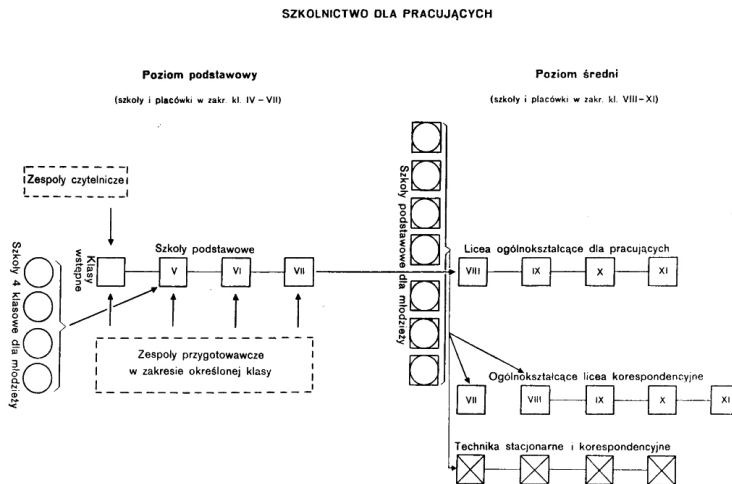 SZKOLNICTWO DLA PRACUJĄCYCH
Poziom podstawowy
(szkoły i placówki w zakr. kl. IV – VII)
Poziom średni
(szkoły i placówki w zakr. kl. VIII – XI)
Zespoły czytelnicze
Klasy
wstępne
Szkoły podstawowe
V
VI
VII
Szkoły 4 klasowe dla młodzieży
Zespoły przygotowawcze
w zakresie określonej klasy
Szkoły podstawowe dla młodzieży
Licea ogólnokształcące dla pracujących
VIII
IX
X
XI
Ogólnokształcące licea korespondencyjne
VII
VIII
IX
X
XI
Technika stacjonarne i korespondencyjne